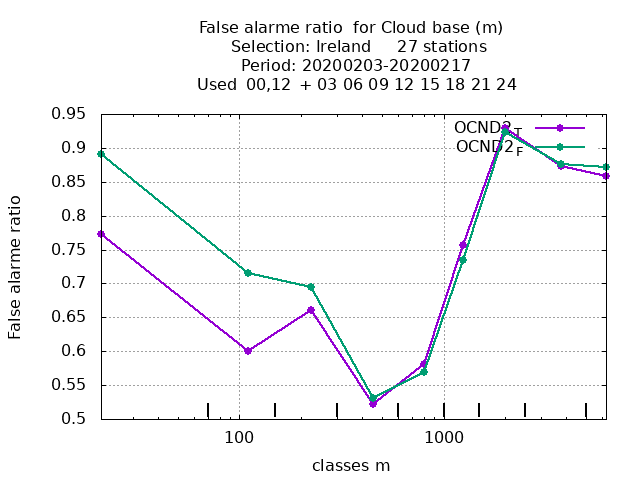 False alarme ratio  for Cloud base (m)
Selection: Ireland     27 stations
Period: 20200203-20200217
Used  00,12  + 03 06 09 12 15 18 21 24
OCND2T
OCND2F
0.95
0.9
0.85
0.8
0.75
0.7
0.65
0.6
0.55
0.5
False alarme ratio
100
1000
classes m